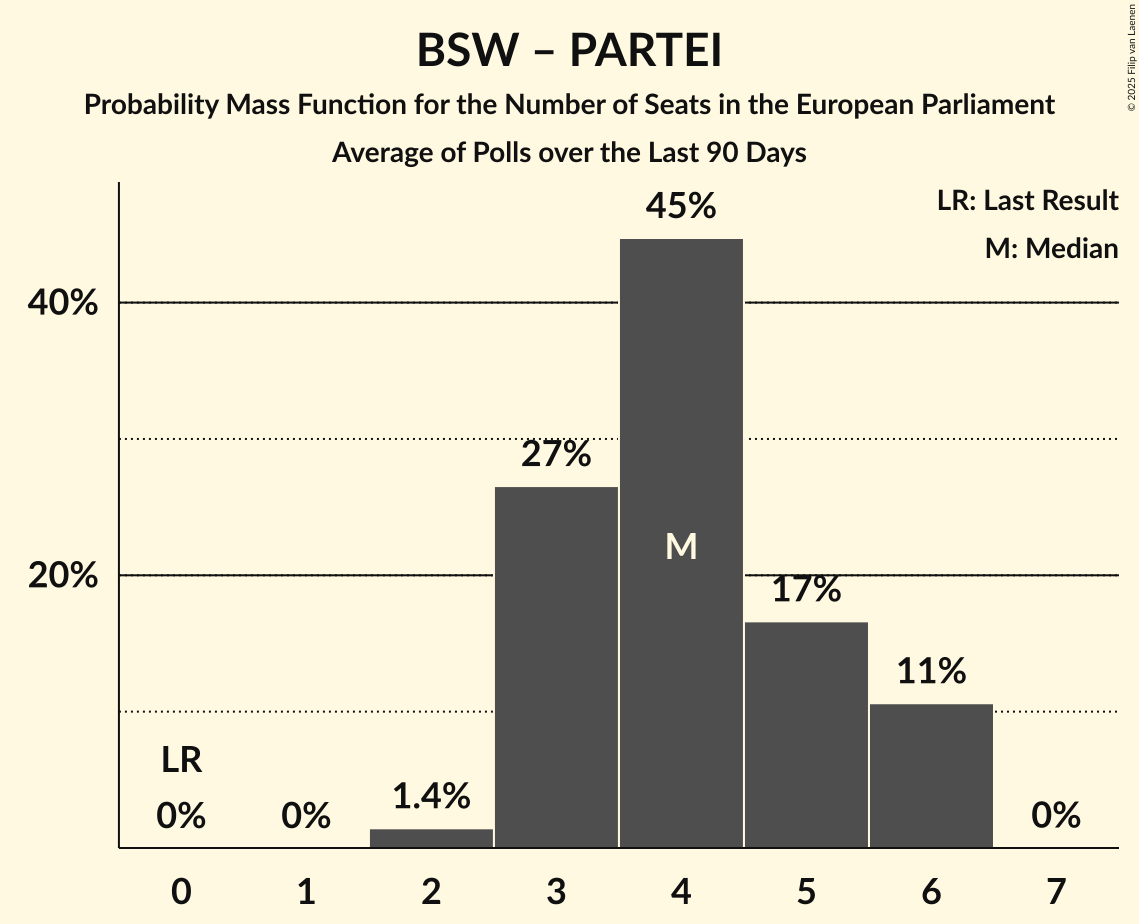 BSW – PARTEI
Probability Mass Function for the Number of Seats in the European Parliament
Average of Polls over the Last 90 Days
© 2025 Filip van Laenen
LR: Last Result
M: Median
45%
40%
27%
M
20%
17%
11%
LR
0%
0%
1.4%
0%
0 1 2 3 4 5 6 7